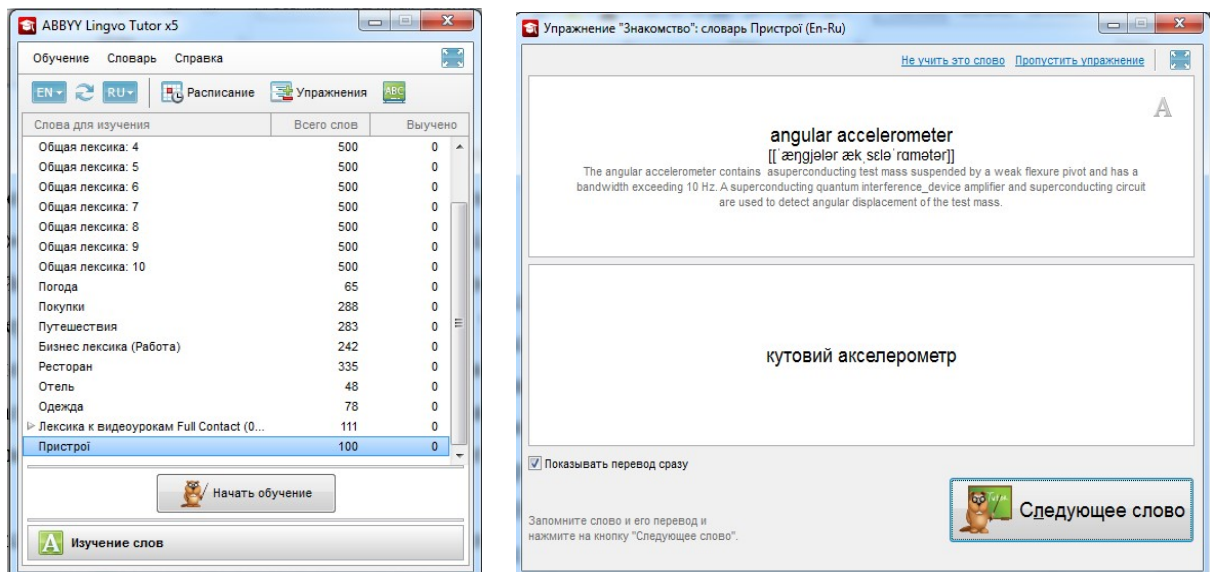 ABBYY Lingvo Tutor x5
Обучение Словарь Справка
EN RU Расписание Упражнения ABC
Слова для изучения Всего слов Выучено
Общая лексика: 4 500 0
Общая лексика: 5 500 0
Общая лексика: 6 500 0
Общая лексика: 7 500 0
Общая лексика: 8 500 0
Общая лексика: 9 500 0
Общая лексика: 10 500 0
Погода 65 0
Покупки 288 0
Путешествия 283 0
Бизнес лексика (Работа) 242 0
Ресторан 335 0
Отель 48 0
Одежда 78 0
Лексика к видеоурокам Full Contact (0... 111 0
Пристрої 100 0
Начать обучение
A Изучение слов
Упражнение "Знакомство": словарь Пристрої (En-Ru)
Не учить это слово Пропустить упражнение
A
angular accelerometer
[[ˈæŋgjələr ækˌsɛləˈrɑmətər]]
The angular accelerometer contains asuperconducting test mass suspended by a weak flexure pivot and has a
bandwidth exceeding 10 Hz. A superconducting quantum interference_device amplifier and superconducting circuit
are used to detect angular displacement of the test mass.
кутовий акселерометр
Показывать перевод сразу
Запомните слово и его перевод и
нажмите на кнопку "Следующее слово".
Tutor
Следующее слово